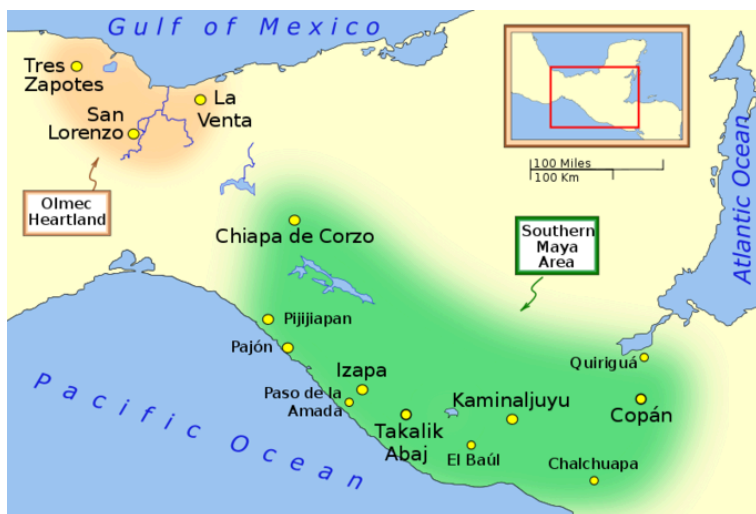 Gulf of Mexico
Tres
Zapotes
La
Venta
San
Lorenzo
Olmec
Heartland
100 Miles
100 Km
Atlantic Ocean
Southern
Maya
Area
Chiapa de Corzo
Pijijiapan
Pajón
Quiriguá
Izapa
Paso de la
Amada
Kaminaljuyu
Copán
Takalik
Abaj
El Baúl
Chalchuapa
Pacific Ocean